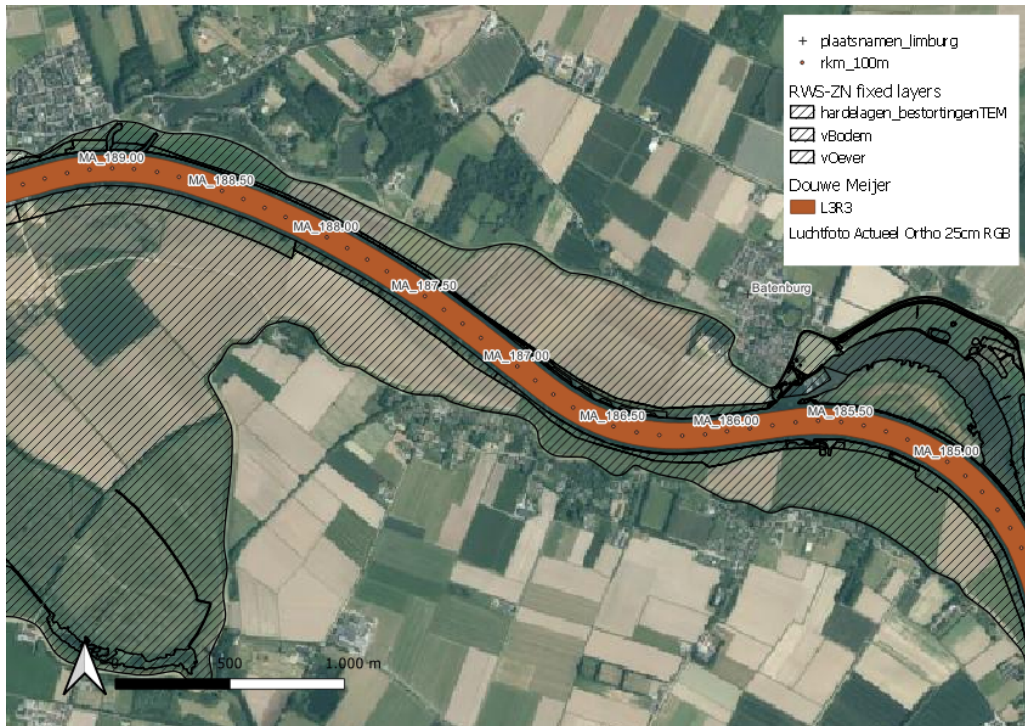 plaatsnamen_limburg
rkm_100m
RWS-ZN fixed layers
hardelagen_bestortingenTEM
vBodem
vOever
Douwe Meijer
L3R3
Luchtfoto Actueel Ortho 25cm RGB
MA_189.00
MA_188.50
MA_188.00
MA_187.50
Batenburg
MA_187.00
MA_186.50
MA_186.00
MA_185.50
MA_185.00
0
500
1.000 m